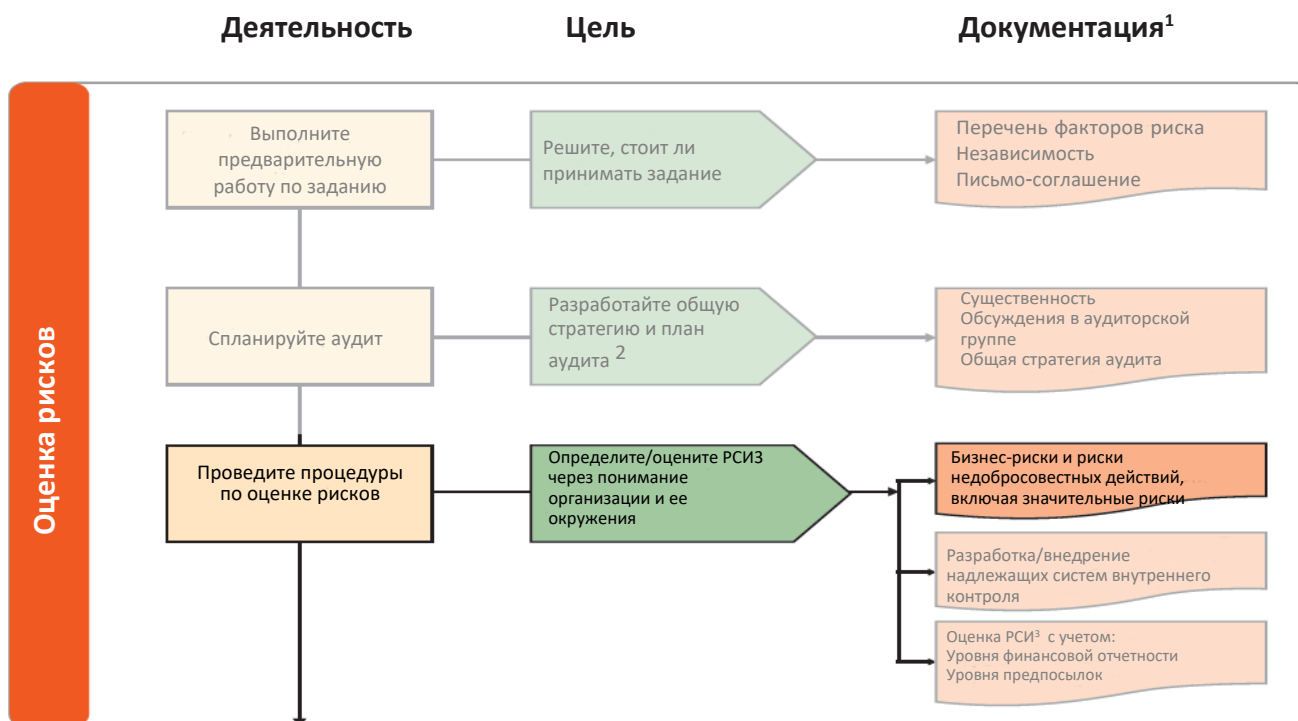 Деятельность
Цель
Документация¹
Оценка рисков
Выполните
предварительную
работу по заданию
Решите, стоит ли
принимать задание
Перечень факторов риска
Независимость
Письмо-соглашение
Спланируйте аудит
Разработайте общую
стратегию и план
аудита ²
Существенность
Обсуждения в аудиторской
группе
Общая стратегия аудита
Проведите процедуры
по оценке рисков
Определите/оцените РСИЗ
через понимание
организации и ее
окружения
Бизнес-риски и риски
недобросовестных действий,
включая значительные риски
Разработка/внедрение
надлежащих систем внутреннего
контроля
Оценка РСИ³ с учетом:
Уровня финансовой отчетности
Уровня предпосылок